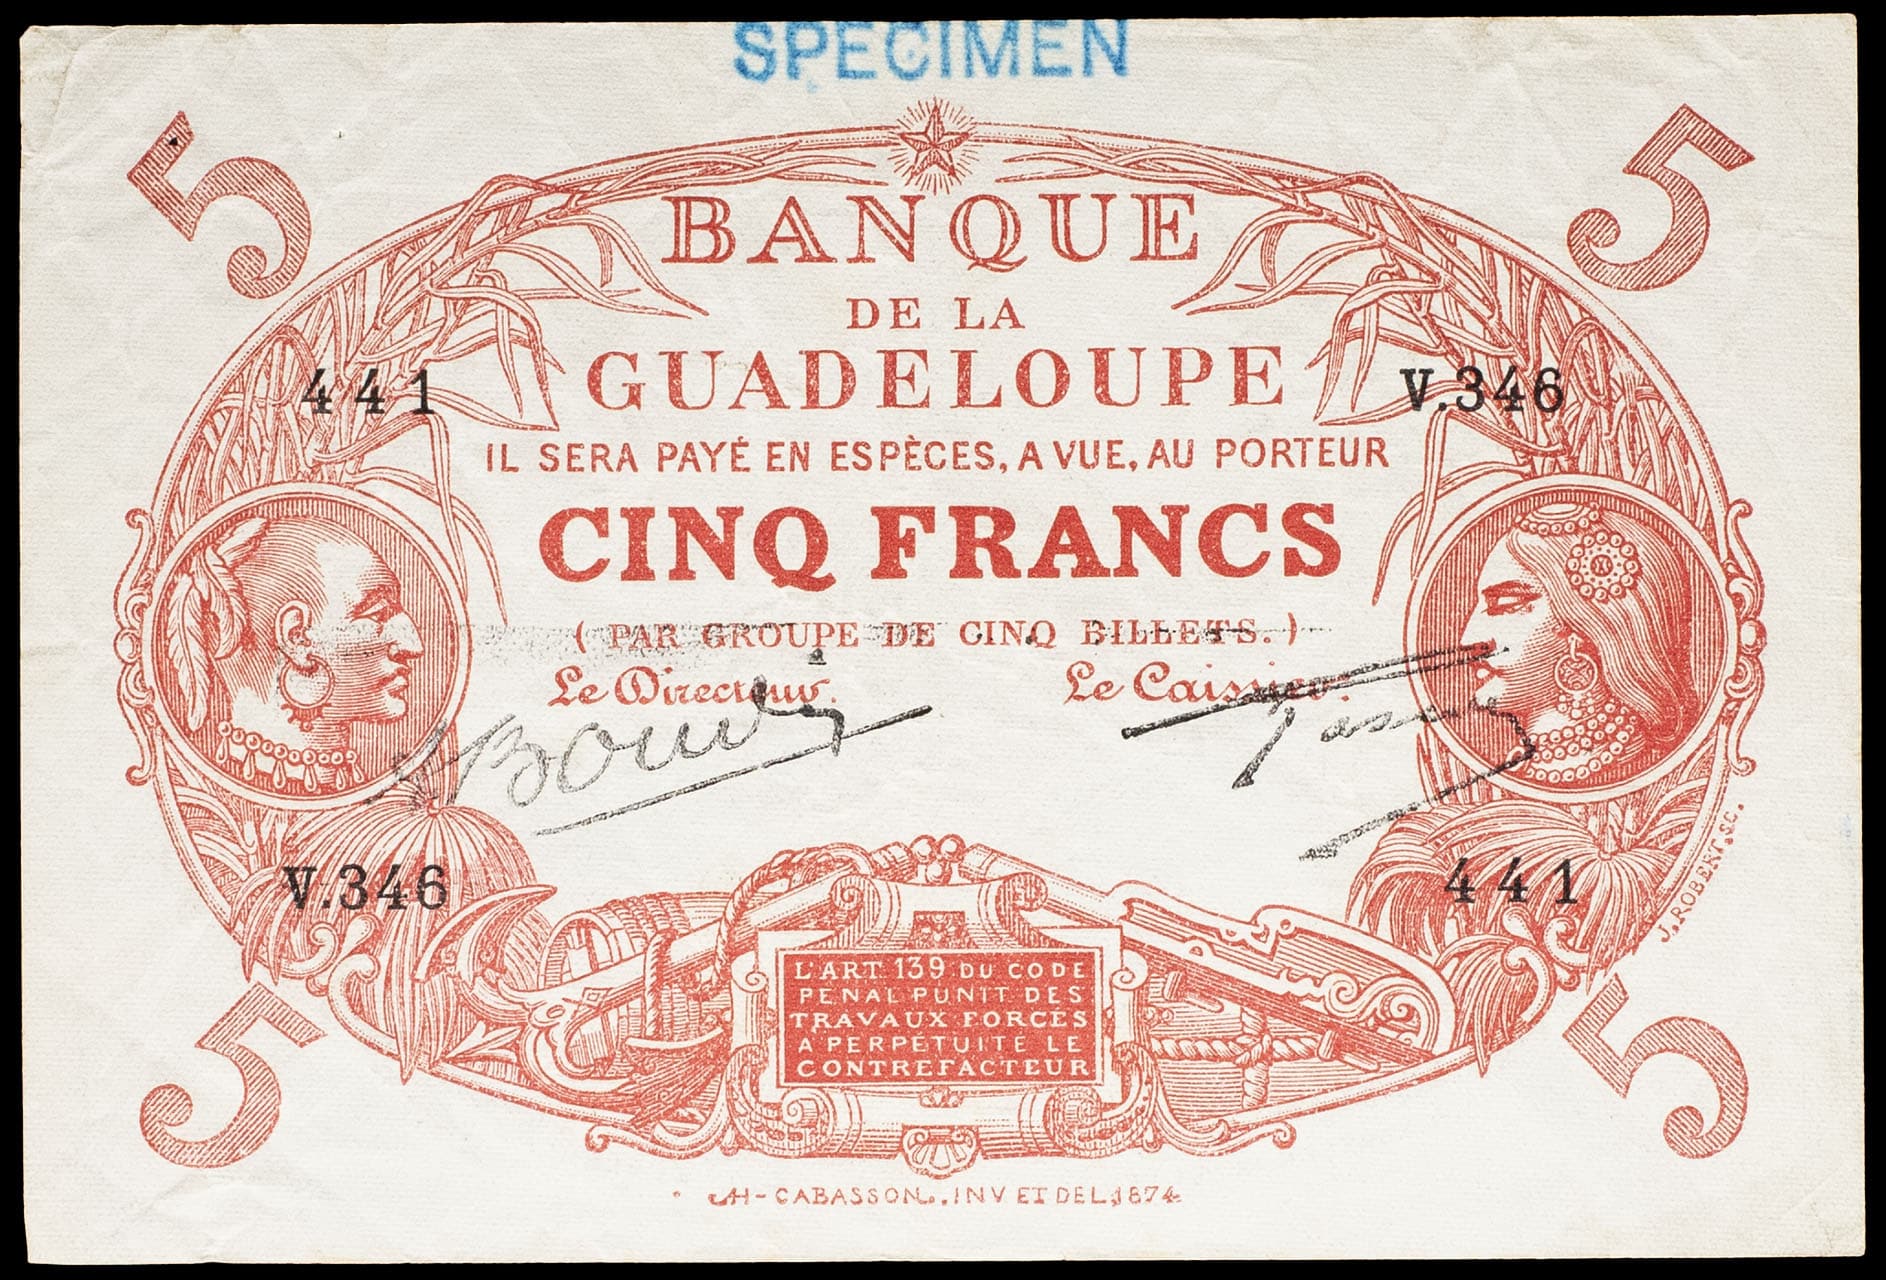 SPECIMEN
5
5
BANQUE
DE LA
GUADELOUPE
441
V.346
IL SERA PAYÉ EN ESPÈCES, A VUE, AU PORTEUR
CINQ FRANCS
( PAR GROUPE DE CINQ BILLETS. )
Le Directeur.
Le Caissier.
V.346
441
J. ROBERT, SC.
L'ART. 139 DU CODE
PENAL PUNIT DES
TRAVAUX FORCÉS
A PERPÉTUITE LE
CONTREFACTEUR
5
5
H-CABASSON., INV ET DEL, 1874